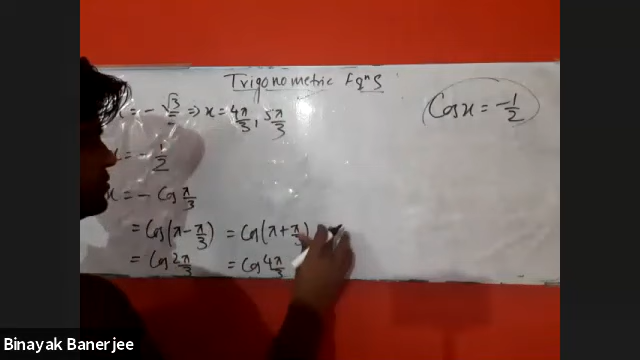 Trigonometric Eqⁿs
x = - √3/2 ⇒ x = 4π/3, 5π/3
Cos x = -1/2
x = - 1/2
x = - Cos π/3
= Cos(π - π/3) = Cos(π + π/3)
= Cos 2π/3 = Cos 4π/3
Binayak Banerjee